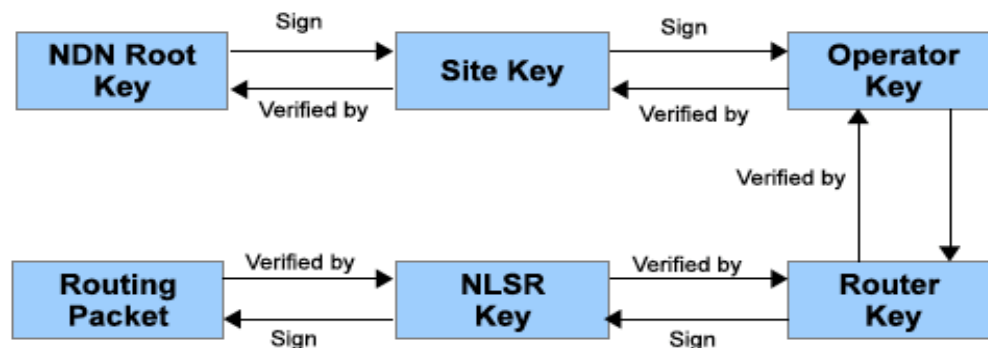 Sign
Sign
NDN Root
Key
Site Key
Operator
Key
Verified by
Verified by
Verified by
Verified by
Verified by
Routing
Packet
NLSR
Key
Router
Key
Sign
Sign